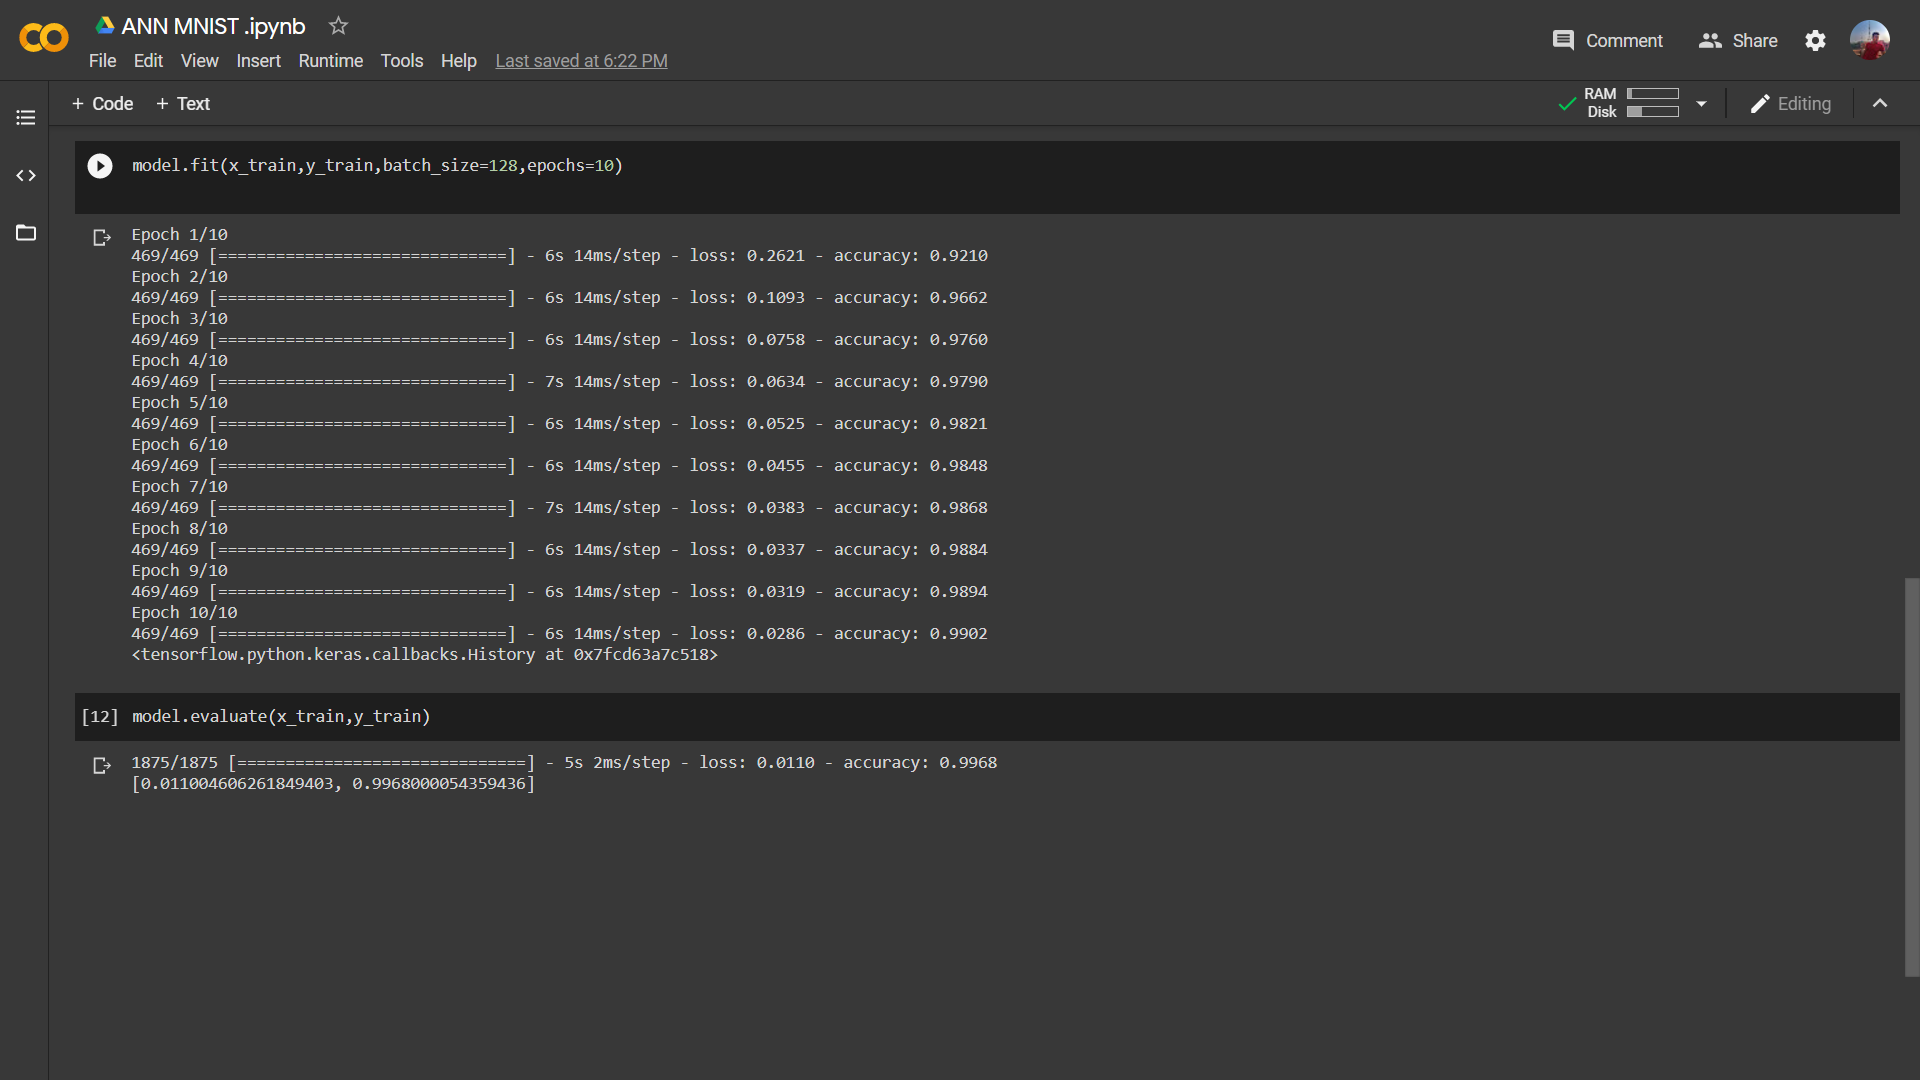 ANN MNIST .ipynb
File Edit View Insert Runtime Tools Help Last saved at 6:22 PM
Comment Share
+ Code + Text
RAM
Disk
Editing
model.fit(x_train,y_train,batch_size=128,epochs=10)
Epoch 1/10
469/469 [==============================] - 6s 14ms/step - loss: 0.2621 - accuracy: 0.9210
Epoch 2/10
469/469 [==============================] - 6s 14ms/step - loss: 0.1093 - accuracy: 0.9662
Epoch 3/10
469/469 [==============================] - 6s 14ms/step - loss: 0.0758 - accuracy: 0.9760
Epoch 4/10
469/469 [==============================] - 7s 14ms/step - loss: 0.0634 - accuracy: 0.9790
Epoch 5/10
469/469 [==============================] - 6s 14ms/step - loss: 0.0525 - accuracy: 0.9821
Epoch 6/10
469/469 [==============================] - 6s 14ms/step - loss: 0.0455 - accuracy: 0.9848
Epoch 7/10
469/469 [==============================] - 7s 14ms/step - loss: 0.0383 - accuracy: 0.9868
Epoch 8/10
469/469 [==============================] - 6s 14ms/step - loss: 0.0337 - accuracy: 0.9884
Epoch 9/10
469/469 [==============================] - 6s 14ms/step - loss: 0.0319 - accuracy: 0.9894
Epoch 10/10
469/469 [==============================] - 6s 14ms/step - loss: 0.0286 - accuracy: 0.9902
<tensorflow.python.keras.callbacks.History at 0x7fcd63a7c518>
[12] model.evaluate(x_train,y_train)
1875/1875 [==============================] - 5s 2ms/step - loss: 0.0110 - accuracy: 0.9968
[0.011004606261849403, 0.9968000054359436]